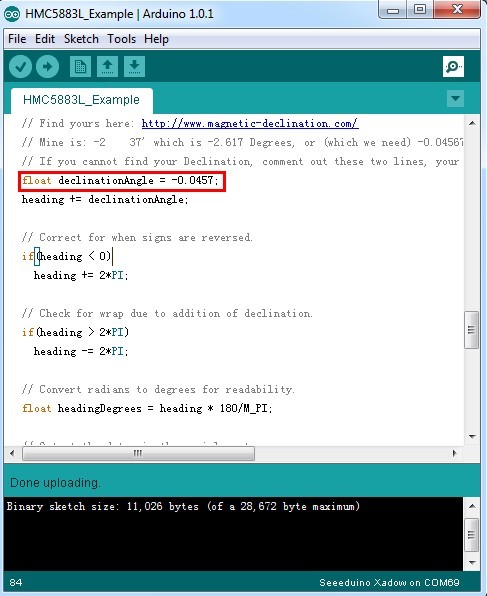 HMC5883L_Example | Arduino 1.0.1
File Edit Sketch Tools Help
HMC5883L_Example
// Find yours here: http://www.magnetic-declination.com/
// Mine is: -2 37' which is -2.617 Degrees, or (which we need) -0.04567
// If you cannot find your Declination, comment out these two lines, your
float declinationAngle = -0.0457;
heading += declinationAngle;
// Correct for when signs are reversed.
if(heading < 0)
heading += 2*PI;
// Check for wrap due to addition of declination.
if(heading > 2*PI)
heading -= 2*PI;
// Convert radians to degrees for readability.
float headingDegrees = heading * 180/M_PI;
Done uploading.
Binary sketch size: 11,026 bytes (of a 28,672 byte maximum)
84
Seeeduino Xadow on COM69